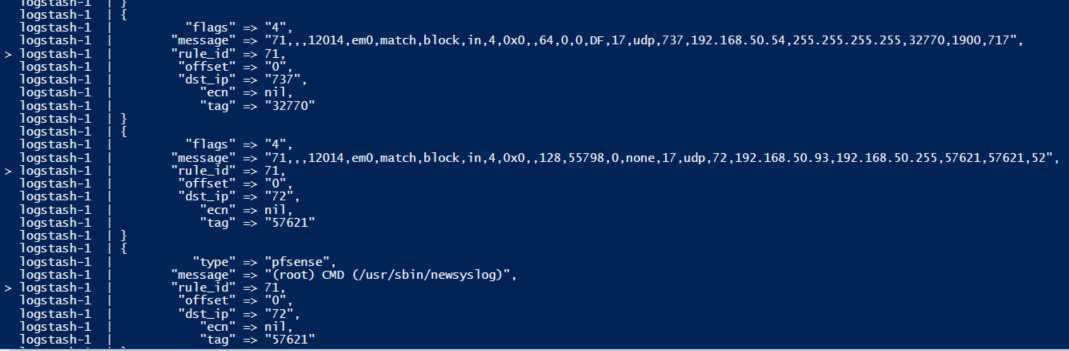 logstash-1 | }
logstash-1 | {
logstash-1 | "flags" => "4",
logstash-1 | "message" => "71,,,12014,em0,match,block,in,4,0x0,,64,0,0,DF,17,udp,737,192.168.50.54,255.255.255.255,32770,1900,717",
> logstash-1 | "rule_id" => 71,
logstash-1 | "offset" => "0",
logstash-1 | "dst_ip" => "737",
logstash-1 | "ecn" => nil,
logstash-1 | "tag" => "32770"
logstash-1 | }
logstash-1 | {
logstash-1 | "flags" => "4",
logstash-1 | "message" => "71,,,12014,em0,match,block,in,4,0x0,,128,55798,0,none,17,udp,72,192.168.50.93,192.168.50.255,57621,57621,52",
> logstash-1 | "rule_id" => 71,
logstash-1 | "offset" => "0",
logstash-1 | "dst_ip" => "72",
logstash-1 | "ecn" => nil,
logstash-1 | "tag" => "57621"
logstash-1 | }
logstash-1 | {
logstash-1 | "type" => "pfsense",
logstash-1 | "message" => "(root) CMD (/usr/sbin/newsyslog)",
> logstash-1 | "rule_id" => 71,
logstash-1 | "offset" => "0",
logstash-1 | "dst_ip" => "72",
logstash-1 | "ecn" => nil,
logstash-1 | "tag" => "57621"